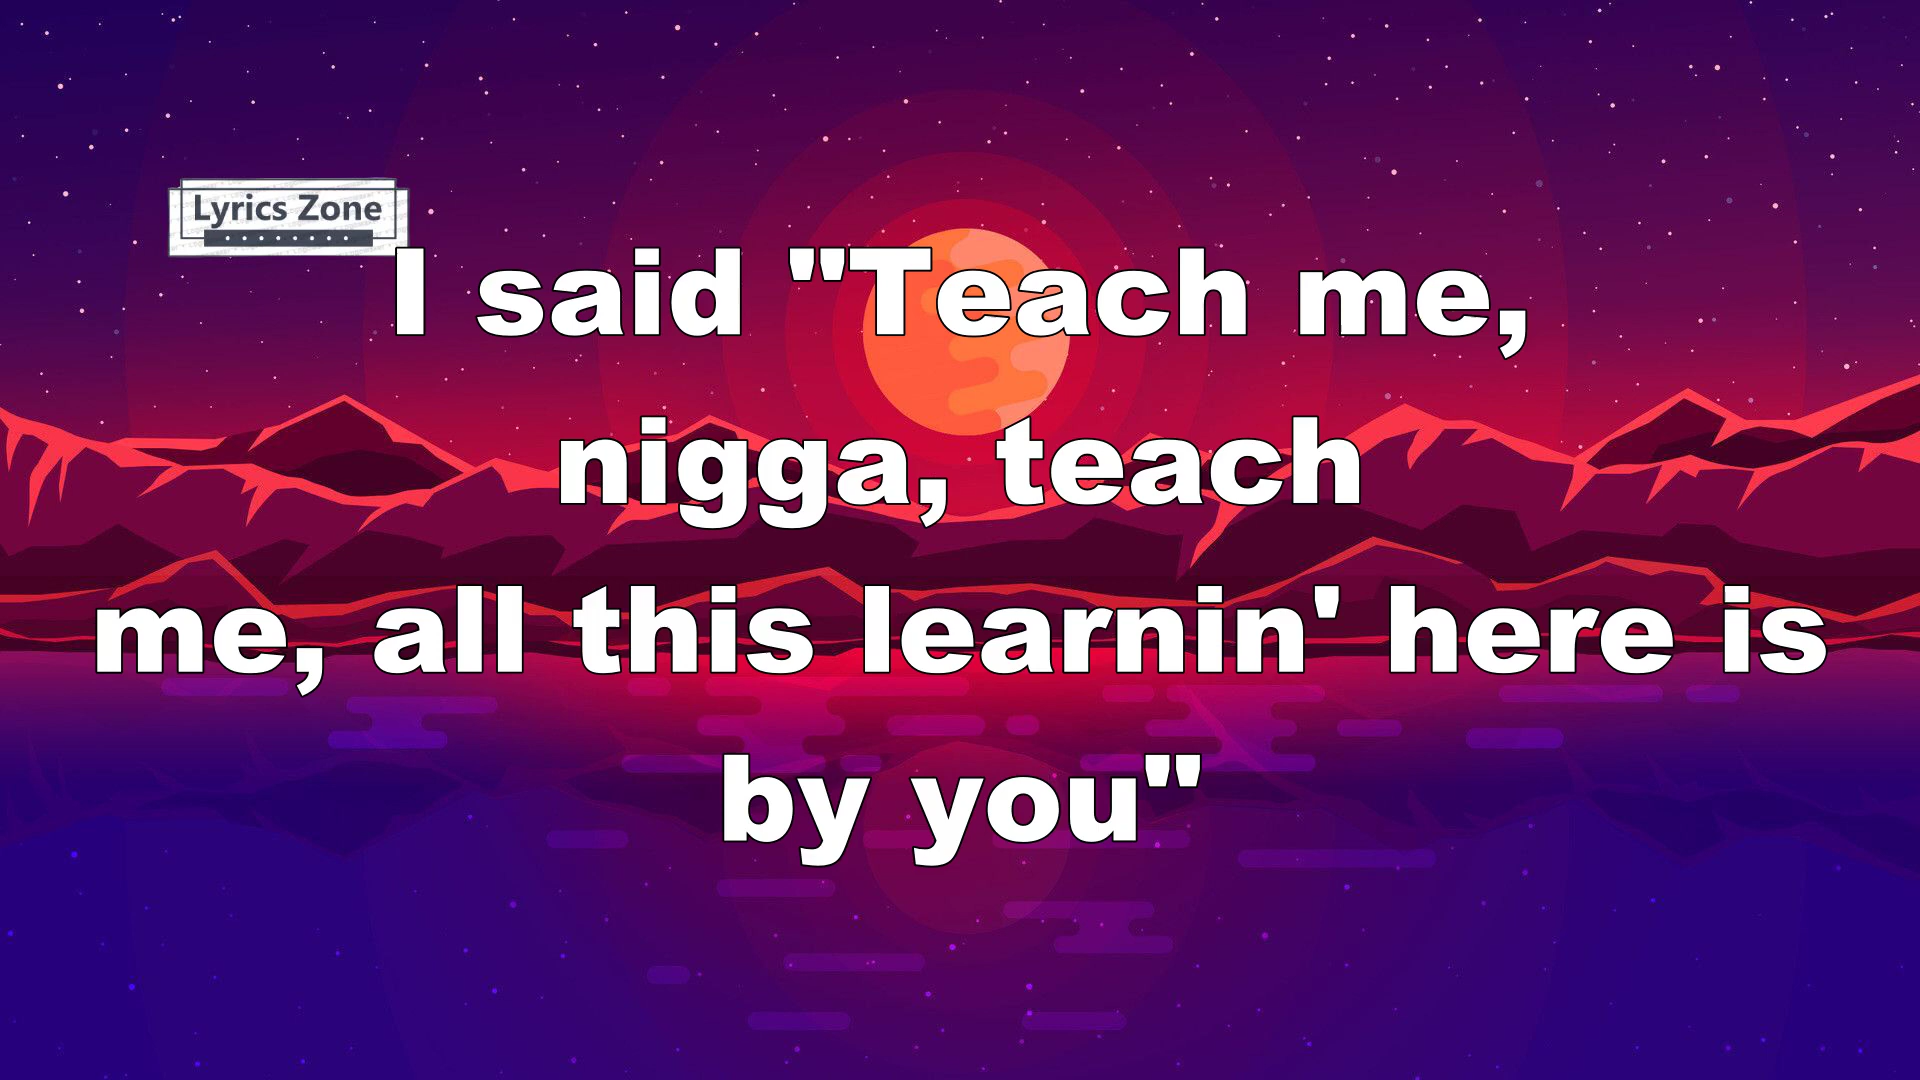 Lyrics Zone
I said "Teach me,
nigga, teach
me, all this learnin' here is
by you"